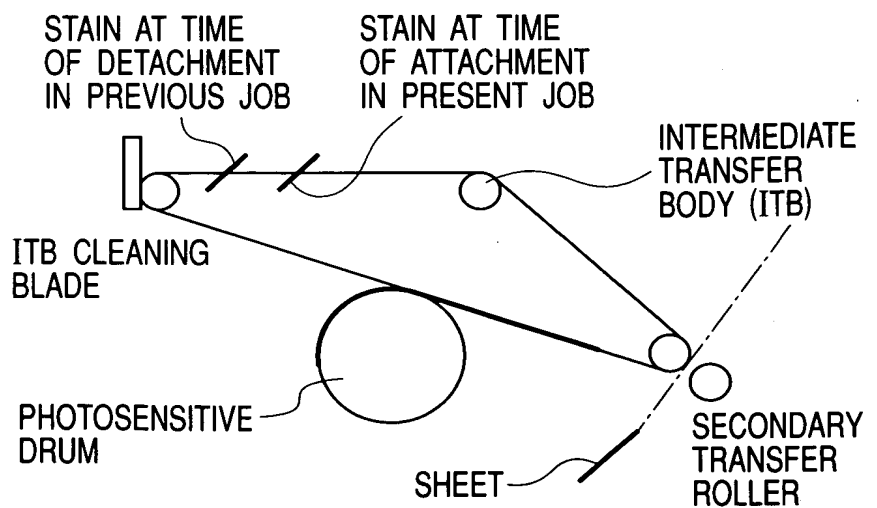 STAIN AT TIME
OF DETACHMENT
IN PREVIOUS JOB
STAIN AT TIME
OF ATTACHMENT
IN PRESENT JOB
INTERMEDIATE
TRANSFER
BODY (ITB)
ITB CLEANING
BLADE
PHOTOSENSITIVE
DRUM
SHEET
SECONDARY
TRANSFER
ROLLER